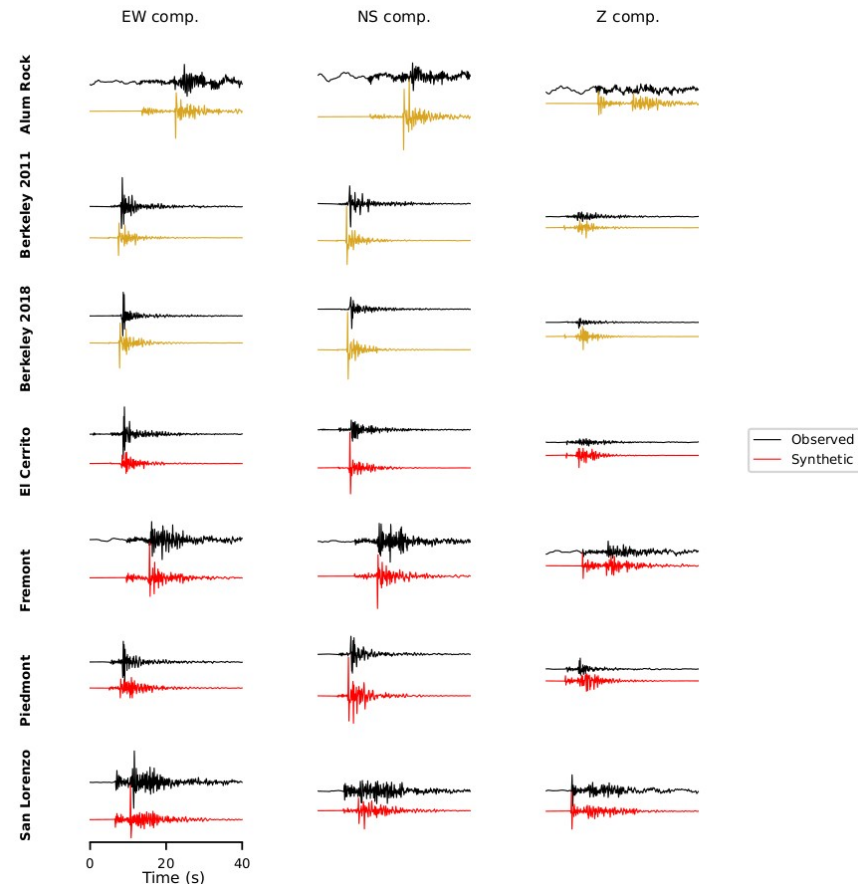 EW comp. NS comp. Z comp.
Alum Rock
Berkeley 2011
Berkeley 2018
El Cerrito
Observed
Synthetic
Fremont
Piedmont
San Lorenzo
0 20 40
Time (s)